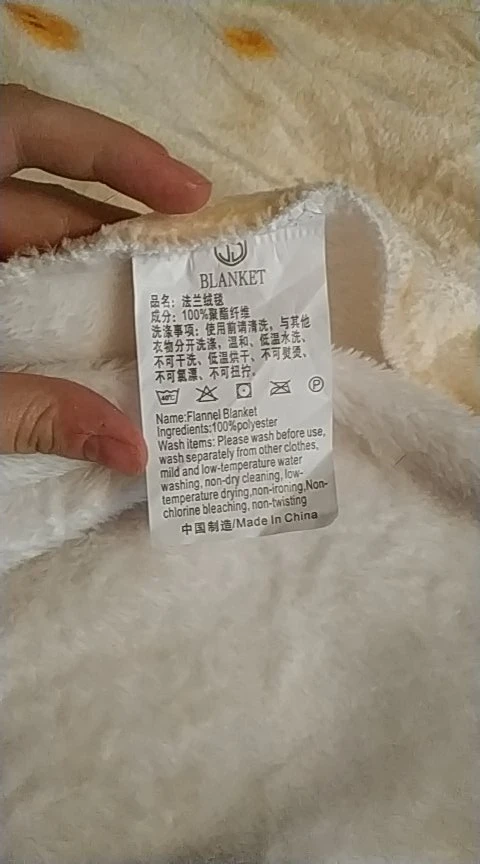 BLANKET
品名：法兰绒毯
成分：100%聚酯纤维
洗涤事项：使用前请清洗，与其他
衣物分开洗涤，温和、低温水洗、
不可干洗、低温烘干、不可熨烫、
不可氯漂、不可扭拧。
40℃ P
Name:Flannel Blanket
Ingredients:100%polyester
Wash items: Please wash before use,
wash separately from other clothes,
mild and low-temperature water
washing, non-dry cleaning, low-
temperature drying,non-ironing,Non-
chlorine bleaching, non-twisting
中国制造/Made In China